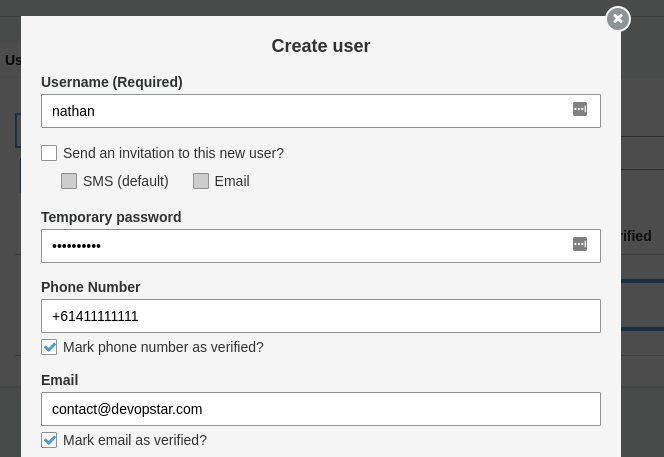 Create user
Us
Username (Required)
nathan
Send an invitation to this new user?
SMS (default) Email
Temporary password
••••••••••
rified
Phone Number
+61411111111
Mark phone number as verified?
Email
contact@devopstar.com
Mark email as verified?